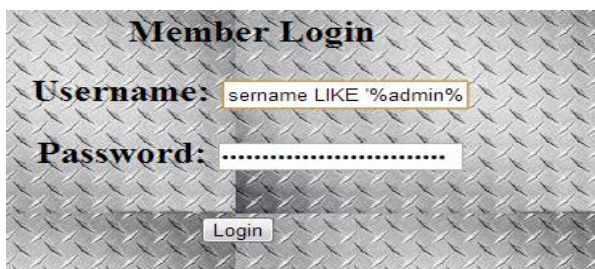 Member Login
Username: sername LIKE '%admin%
Password: ••••••••••••••••••••••••••••
Login